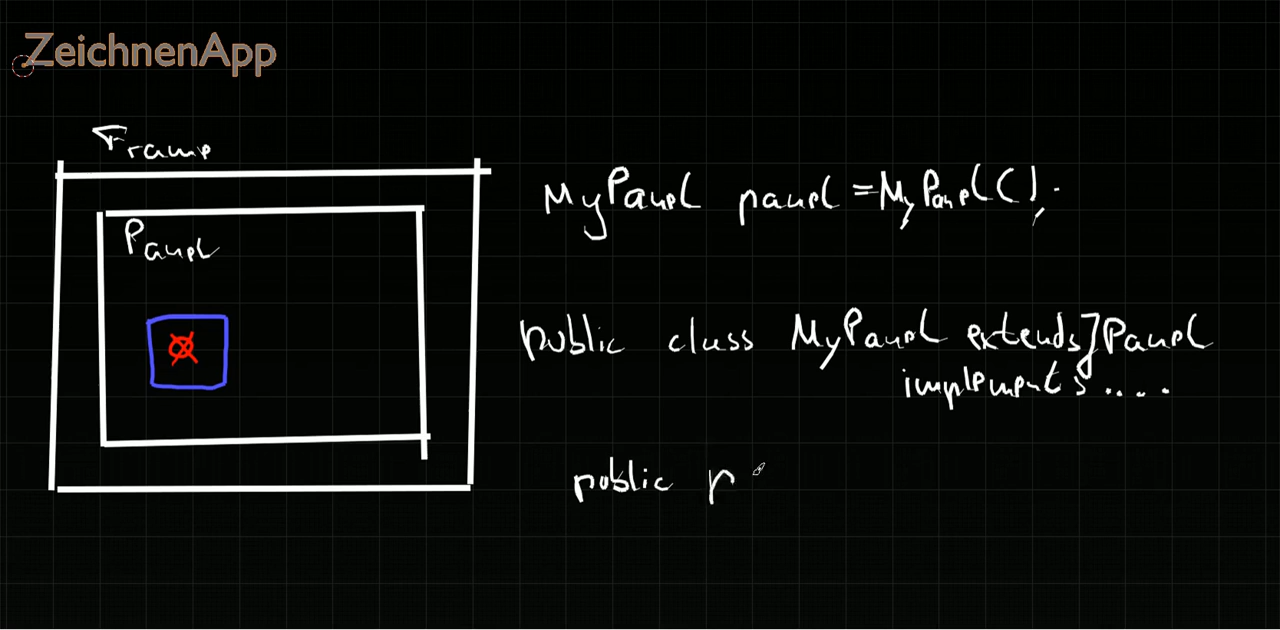 ZeichnenApp
Frame
Panel
MyPanel panel =MyPanel();
public class MyPanel extends JPanel
implements ....
public p